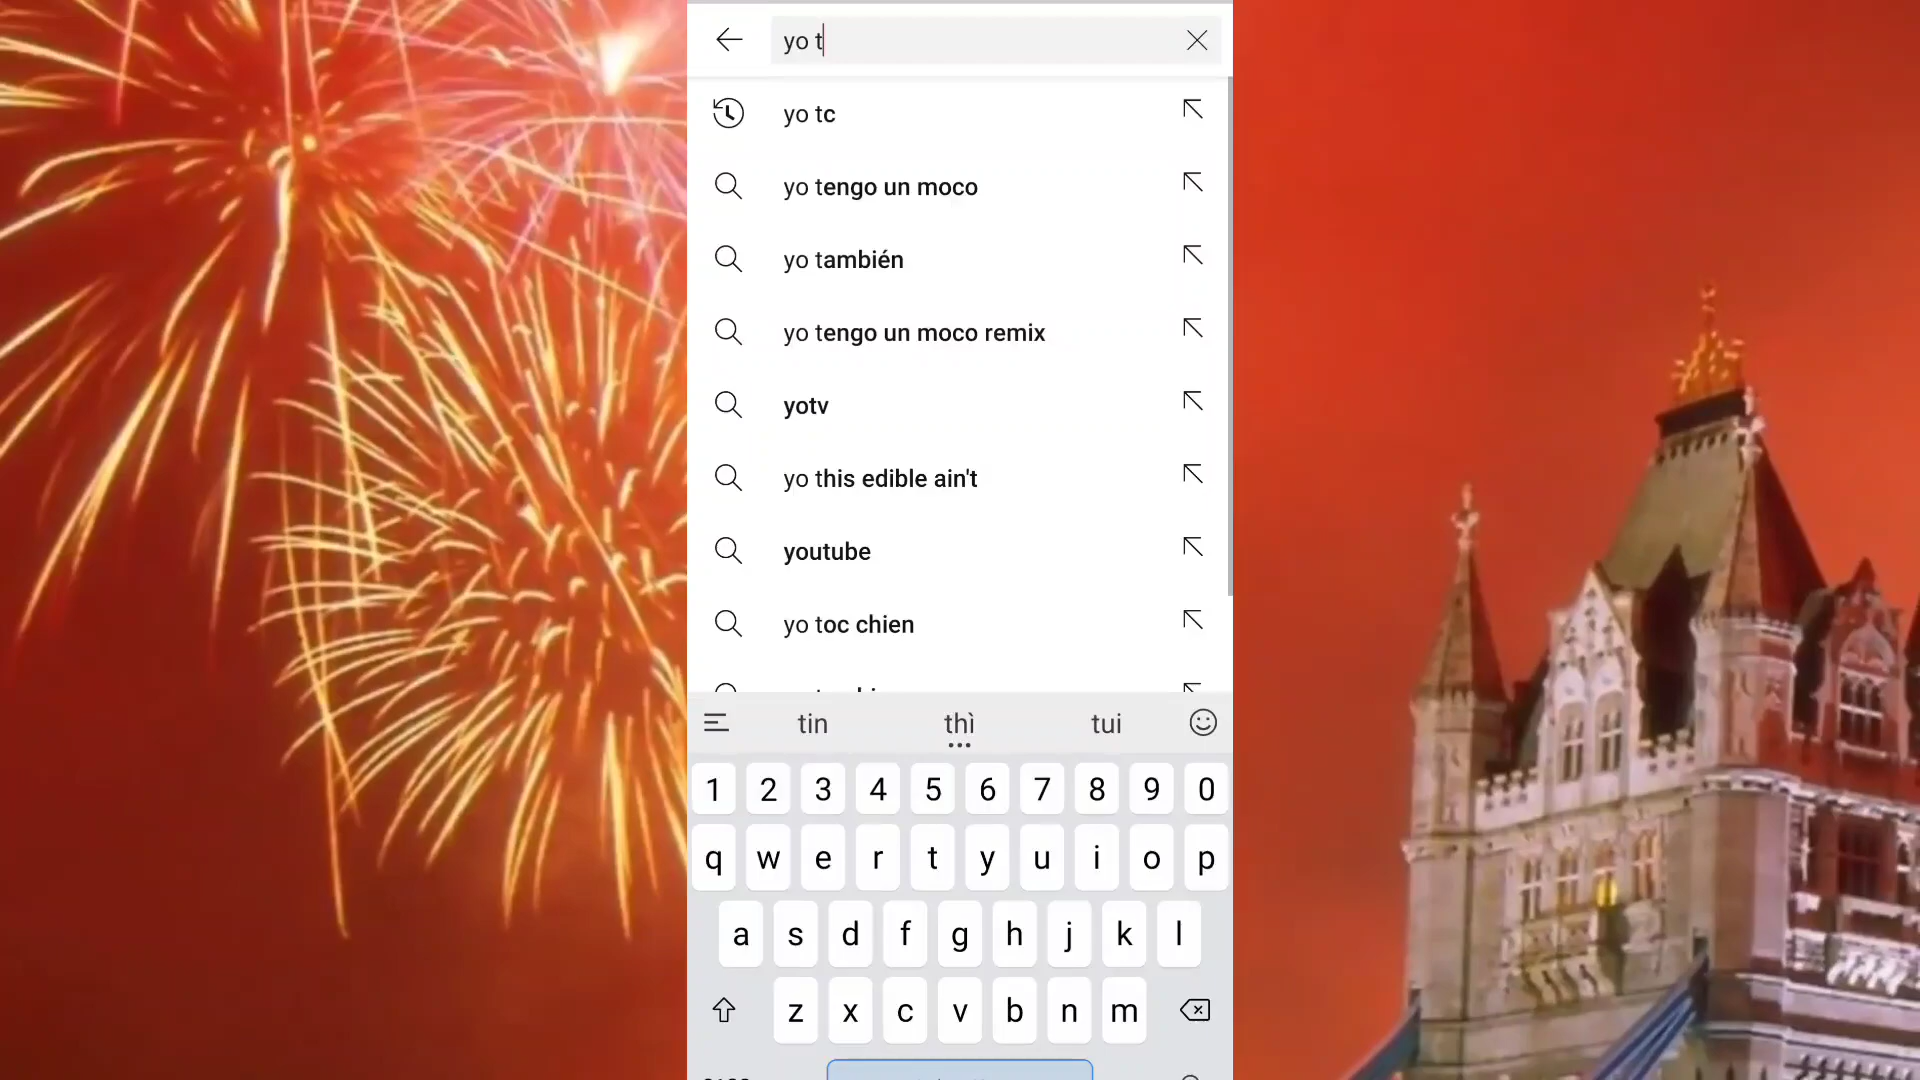 yo t
yo tc
yo tengo un moco
yo también
yo tengo un moco remix
yotv
yo this edible ain't
youtube
yo toc chien
tin thì tui
1 2 3 4 5 6 7 8 9 0
q w e r t y u i o p
a s d f g h j k l
z x c v b n m